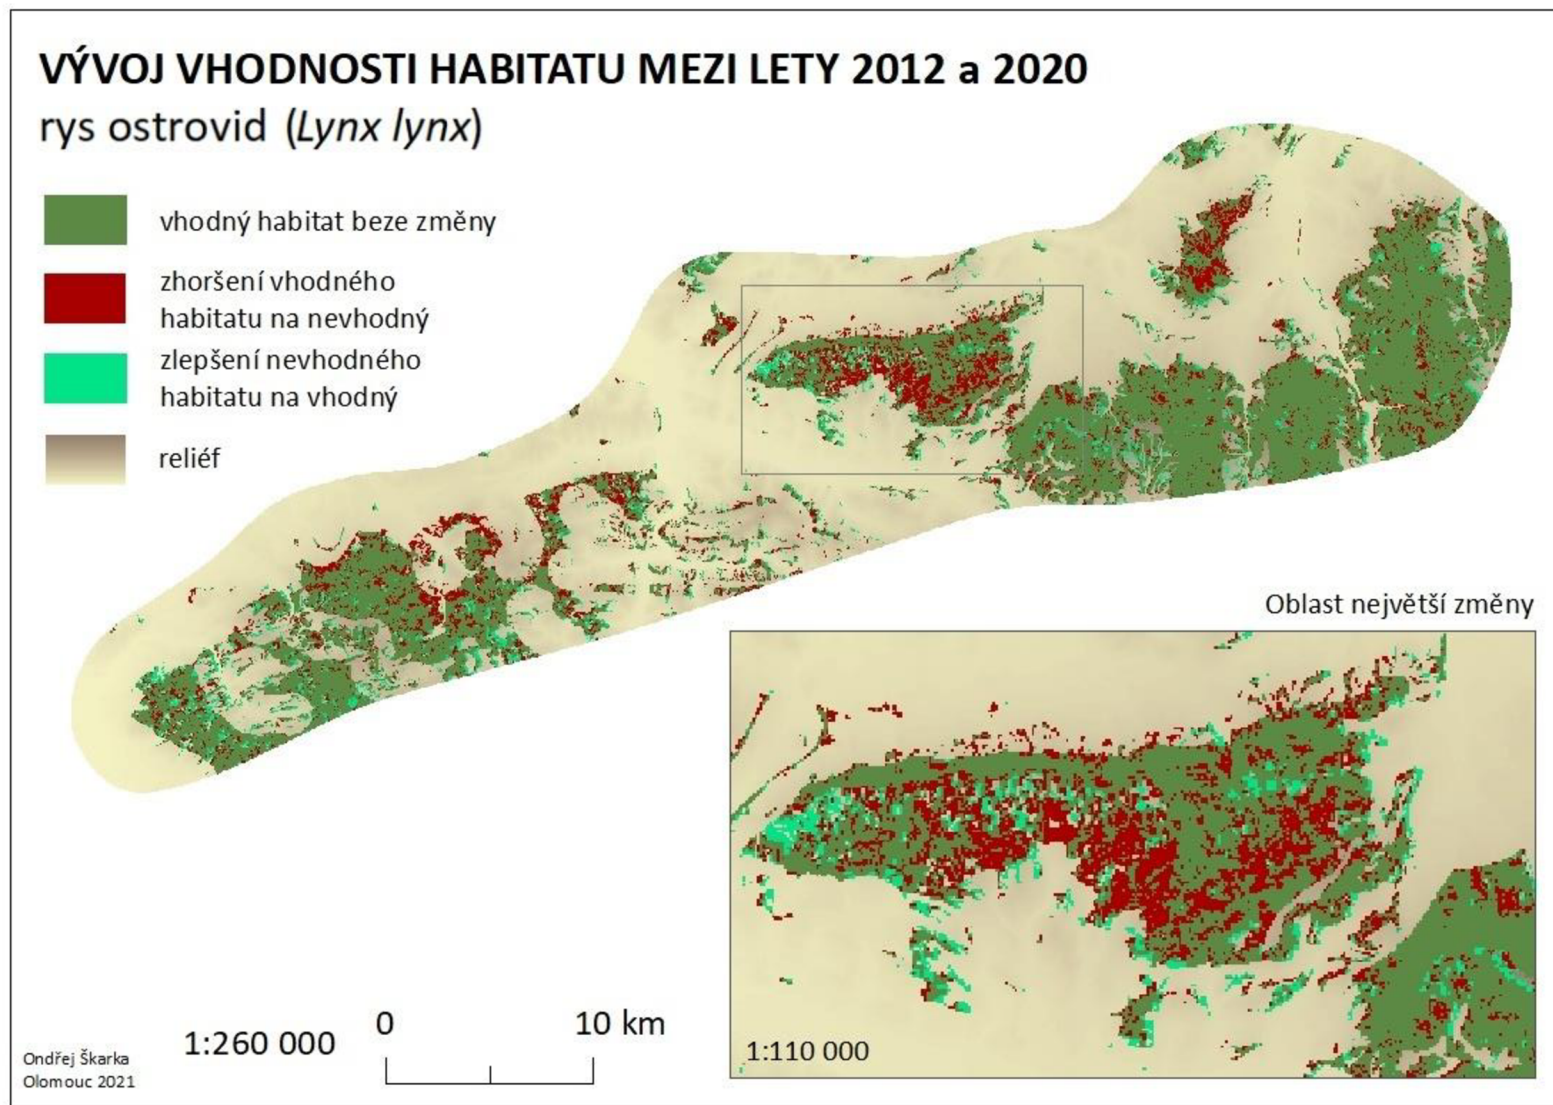 VÝVOJ VHODNOSTI HABITATU MEZI LETY 2012 a 2020
rys ostrovid (Lynx lynx)
vhodný habitat beze změny
zhoršení vhodného
habitatu na nevhodný
zlepšení nevhodného
habitatu na vhodný
reliéf
Oblast největší změny
1:110 000
0 10 km
1:260 000
Ondřej Škarka
Olomouc 2021